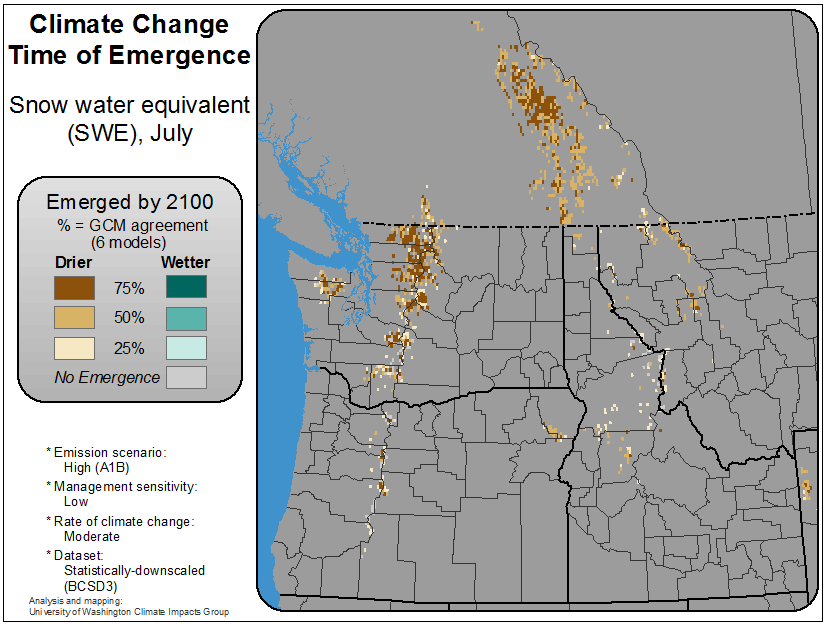 Climate Change
Time of Emergence
Snow water equivalent
(SWE), July
Emerged by 2100
% = GCM agreement
(6 models)
Drier Wetter
75%
50%
25%
No Emergence
* Emission scenario:
High (A1B)
* Management sensitivity:
Low
* Rate of climate change:
Moderate
* Dataset:
Statistically-downscaled
(BCSD3)
Analysis and mapping:
University of Washington Climate Impacts Group